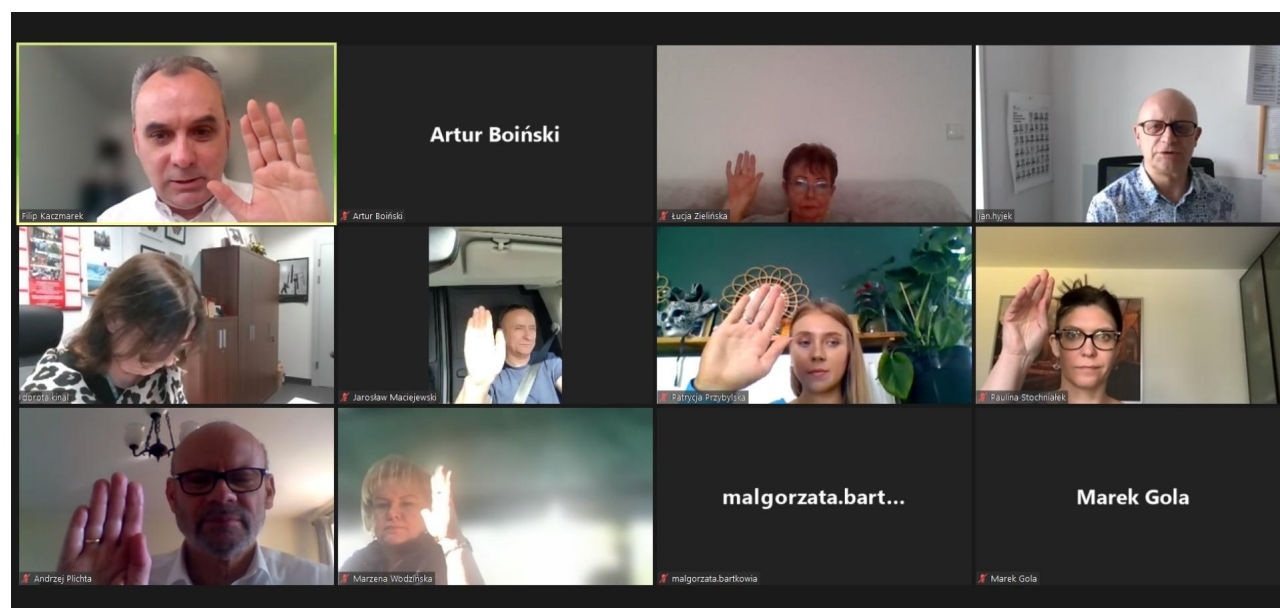 Filip Kaczmarek
Artur Boiński
Artur Boiński
Łucja Zielińska
jan.hyjek
dorota.kinal
Jarosław Maciejewski
Patrycja Przybylska
Paulina Stochniałek
Andrzej Plichta
Marzena Wodzińska
malgorzata.bart...
malgorzata.bartkowia
Marek Gola
Marek Gola